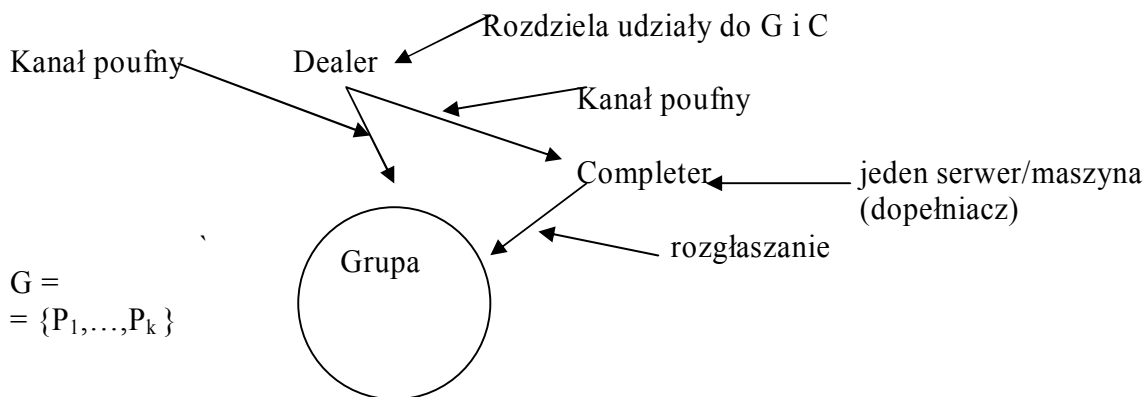 Rozdziela udziały do G i C
Kanał poufny
Dealer
Kanał poufny
Completer
jeden serwer/maszyna
(dopełniacz)
rozgłaszanie
`
Grupa
G =
= {P₁,…,Pₖ}